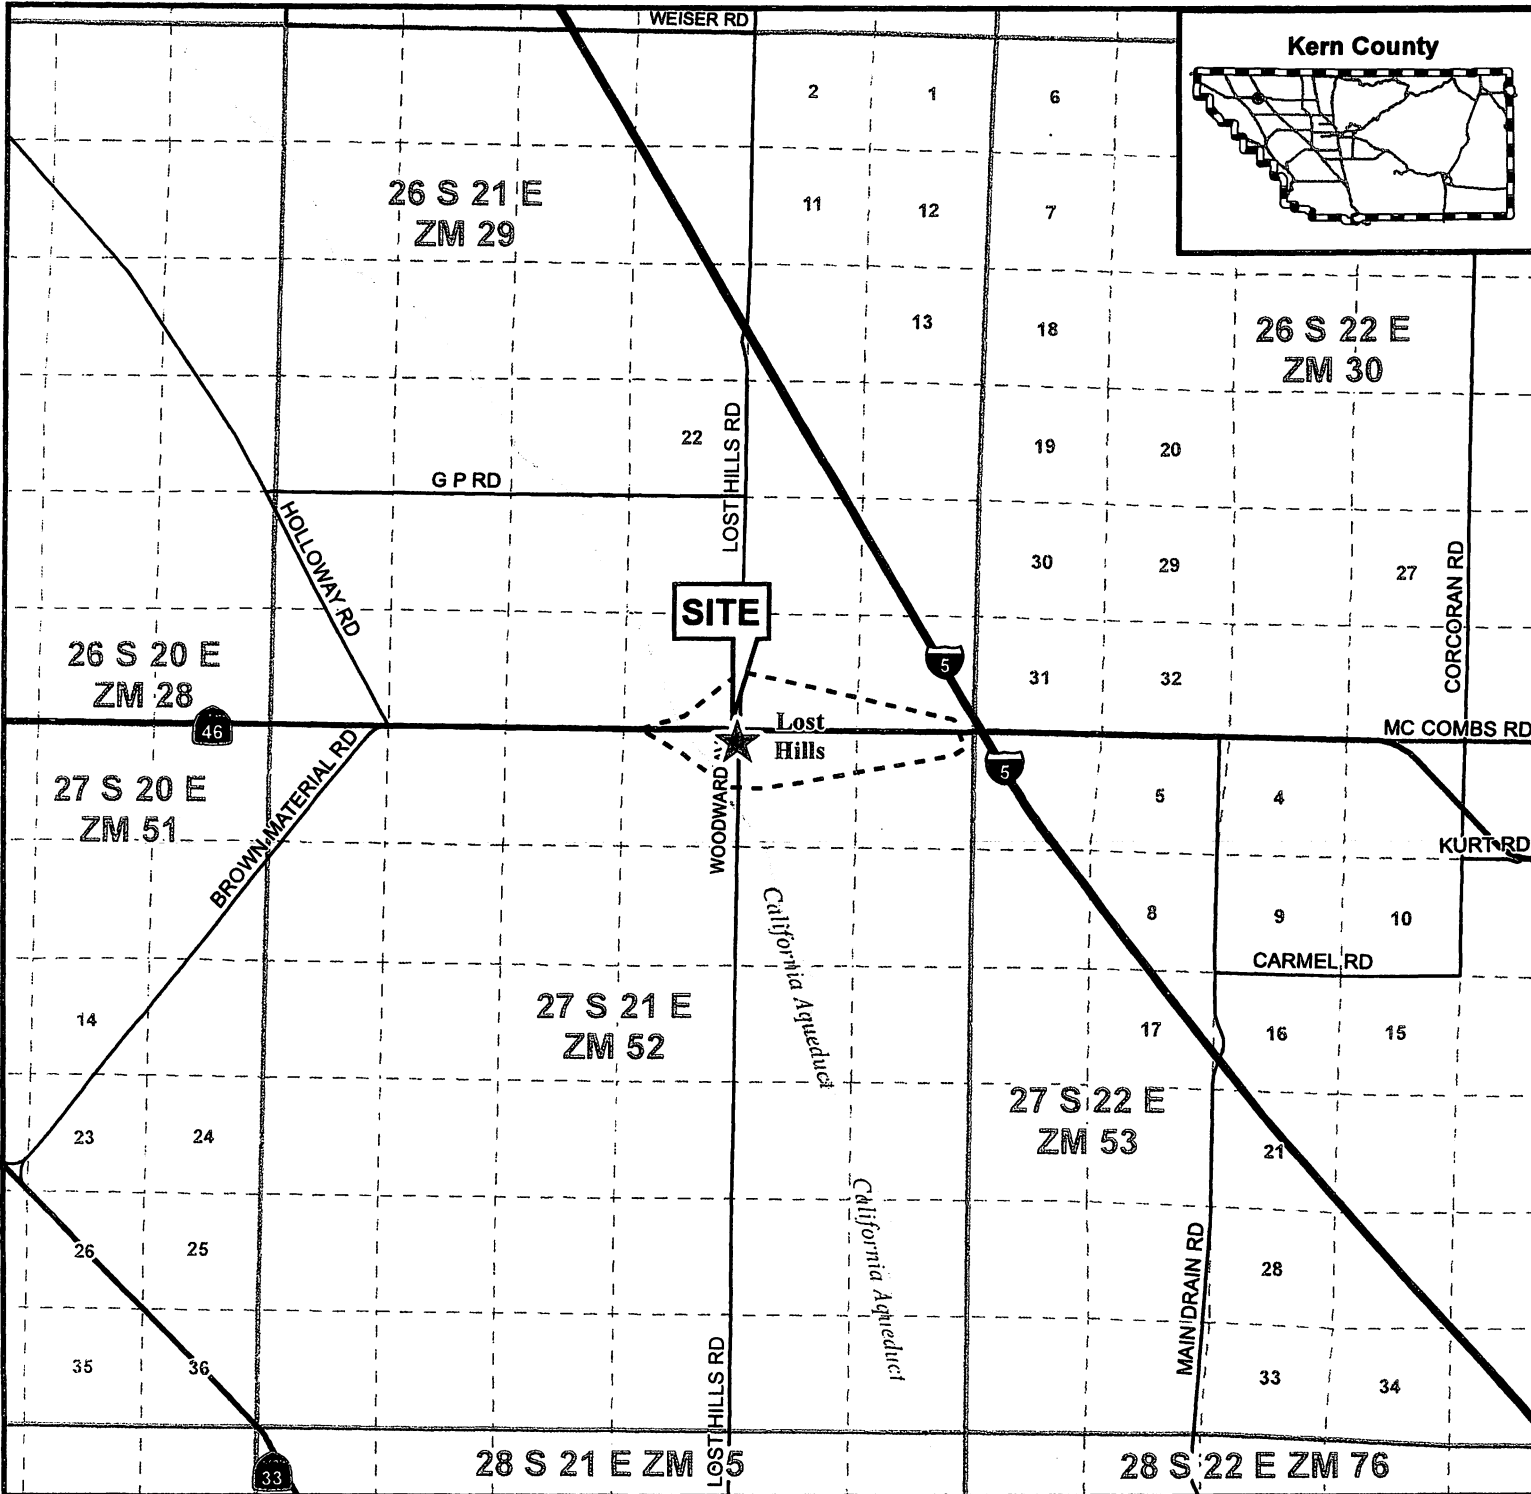 WEISER RD
Kern County
2
1
6
26 S 21 E
ZM 29
11
12
7
13
18
26 S 22 E
ZM 30
22
LOST HILLS RD
19
20
G P RD
HOLLOWAY RD
30
29
27
CORCORAN RD
SITE
26 S 20 E
ZM 28
5
31
32
46
Lost
Hills
MC COMBS RD
5
27 S 20 E
ZM 51
BROWN MATERIAL RD
WOODWARD
5
4
KURT RD
California Aqueduct
8
9
10
CARMEL RD
14
27 S 21 E
ZM 52
17
16
15
27 S 22 E
ZM 53
23
24
21
California Aqueduct
26
25
MAIN DRAIN RD
28
35
36
LOST HILLS RD
33
34
33
28 S 21 E ZM 5
28 S 22 E ZM 76